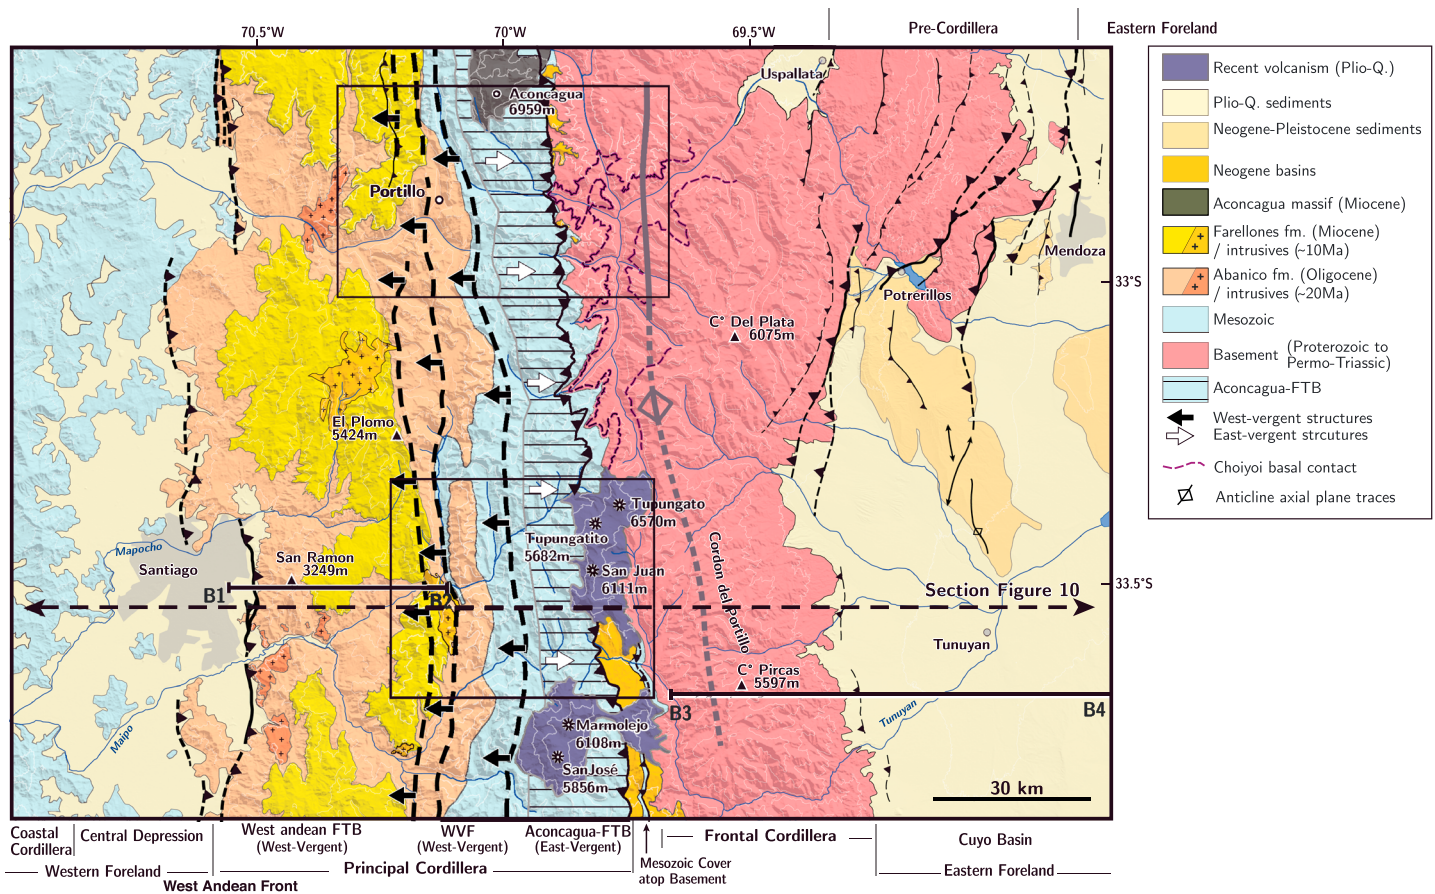 Pre-Cordillera
Eastern Foreland
70.5°W
70°W
69.5°W
Uspallata
Aconcagua
6959m
Portillo
Mendoza
33°S
Potrerillos
C° Del Plata
6075m
El Plomo
5424m
Tupungato
6570m
Tupungatito
5682m
San Juan
6111m
Cordon del Portillo
Mapocho
Santiago
San Ramon
3249m
33.5°S
B1
B2
Section Figure 10
Tunuyan
C° Pircas
5597m
B3
B4
Tunuyan
Maipo
Marmolejo
6108m
SanJosé
5856m
30 km
Recent volcanism (Plio-Q.)
Plio-Q. sediments
Neogene-Pleistocene sediments
Neogene basins
Aconcagua massif (Miocene)
Farellones fm. (Miocene)
/ intrusives (~10Ma)
Abanico fm. (Oligocene)
/ intrusives (~20Ma)
Mesozoic
Basement (Proterozoic to
Permo-Triassic)
Aconcagua-FTB
West-vergent structures
East-vergent strcutures
Choiyoi basal contact
Anticline axial plane traces
Coastal
Cordillera
Central Depression
West andean FTB
(West-Vergent)
WVF
(West-Vergent)
Aconcagua-FTB
(East-Vergent)
Frontal Cordillera
Cuyo Basin
Mesozoic Cover
atop Basement
Western Foreland
Principal Cordillera
Eastern Foreland
West Andean Front